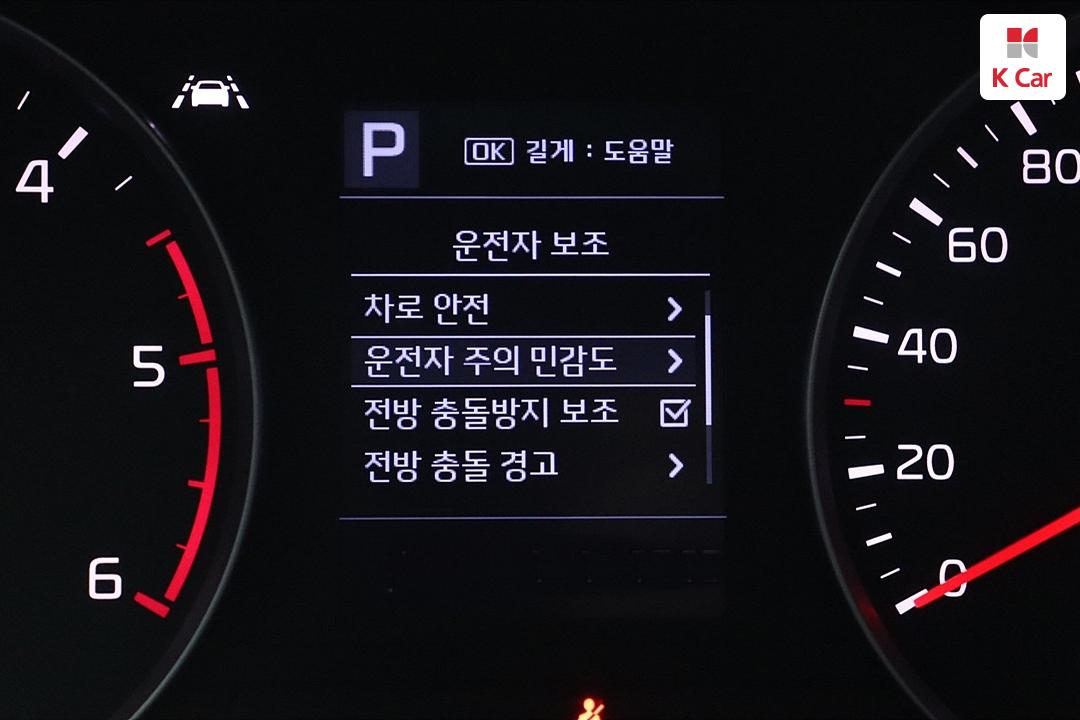 K Car
P
OK 길게 : 도움말
운전자 보조
차로 안전
운전자 주의 민감도
전방 충돌방지 보조
전방 충돌 경고
4
5
6
80
60
40
20
0